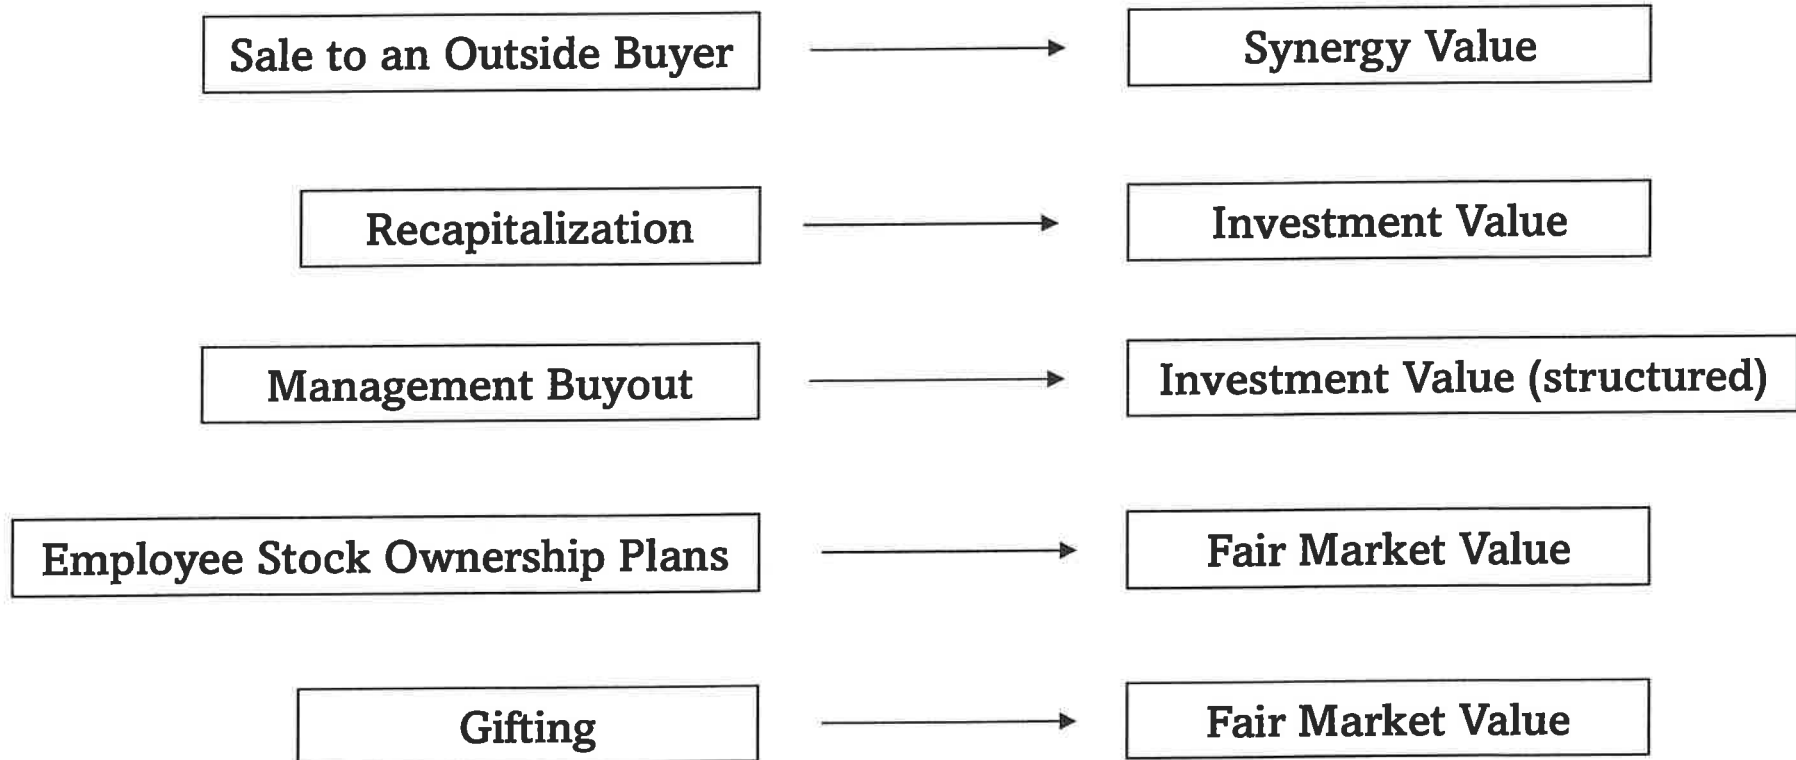 Sale to an Outside Buyer
Synergy Value
Recapitalization
Investment Value
Management Buyout
Investment Value (structured)
Employee Stock Ownership Plans
Fair Market Value
Gifting
Fair Market Value